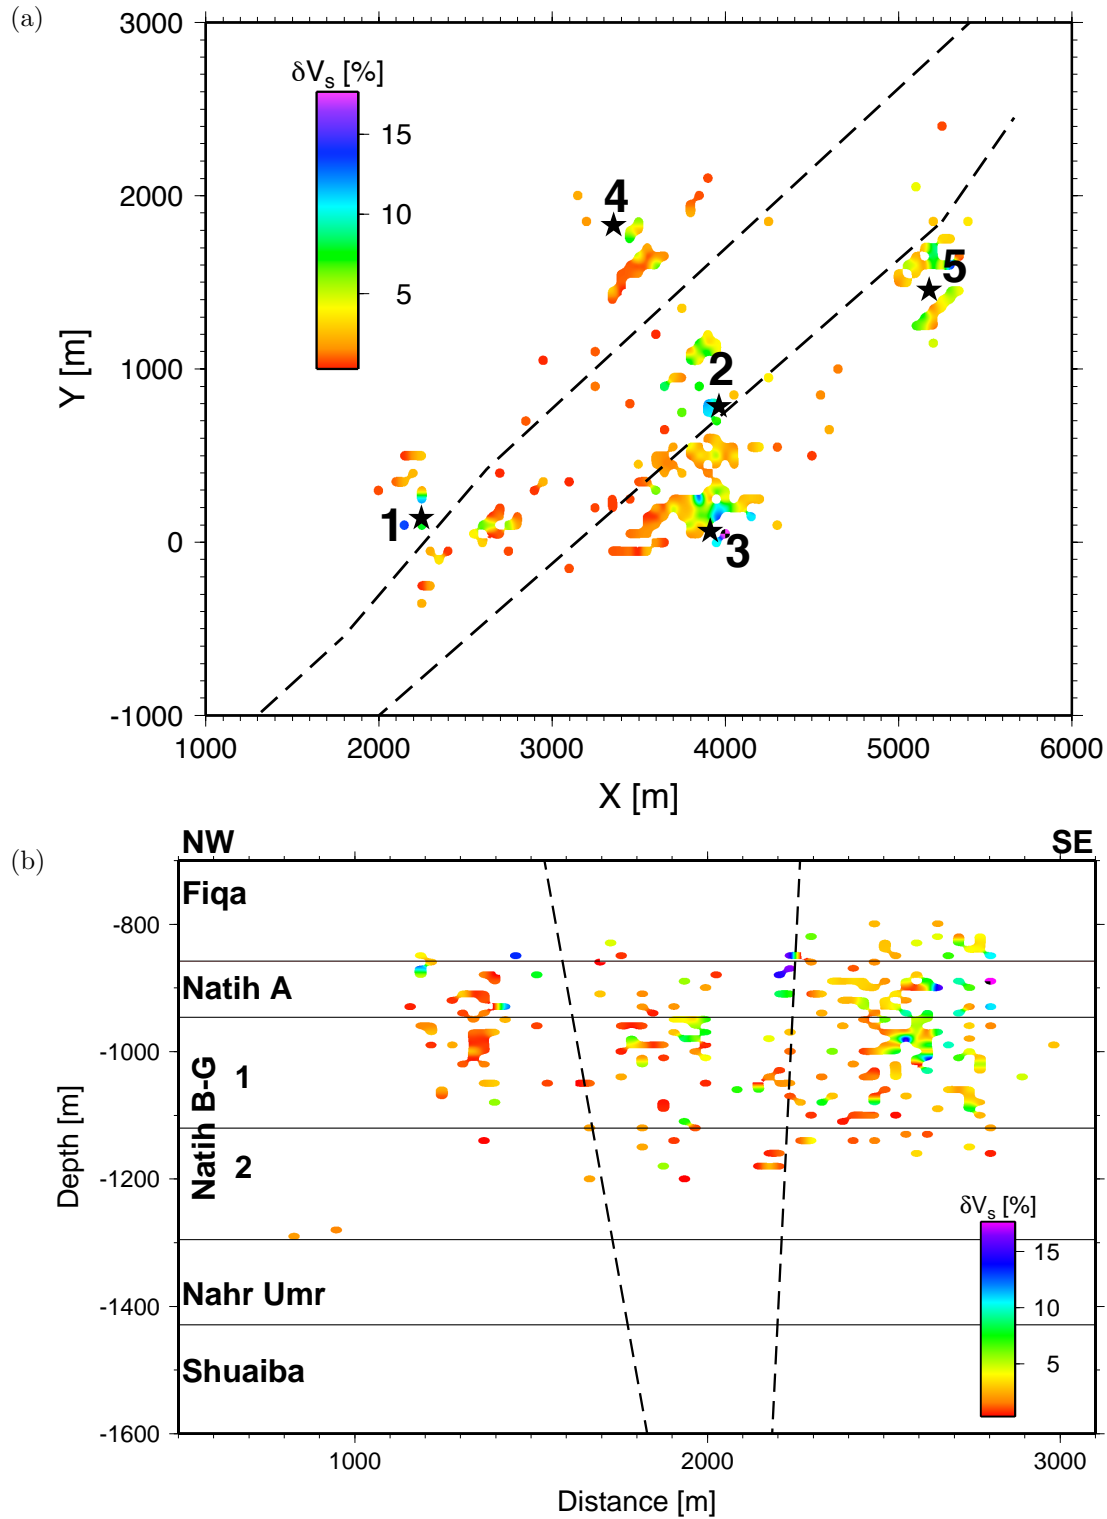 (a)
3000
2000
1000
0
-1000
Y [m]
δVs [%]
15
10
5
4
5
2
1
3
1000 2000 3000 4000 5000 6000
X [m]
(b)
NW SE
Fiqa
Natih A
Natih B-G
1
2
Nahr Umr
Shuaiba
-800
-1000
-1200
-1400
-1600
Depth [m]
δVs [%]
15
10
5
1000 2000 3000
Distance [m]